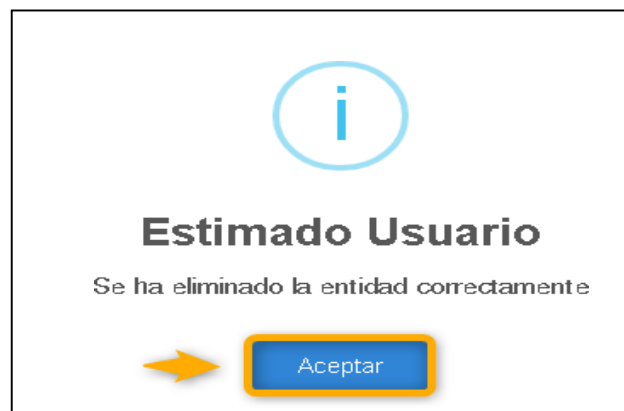 Estimado Usuario
Se ha eliminado la entidad correctamente
Aceptar